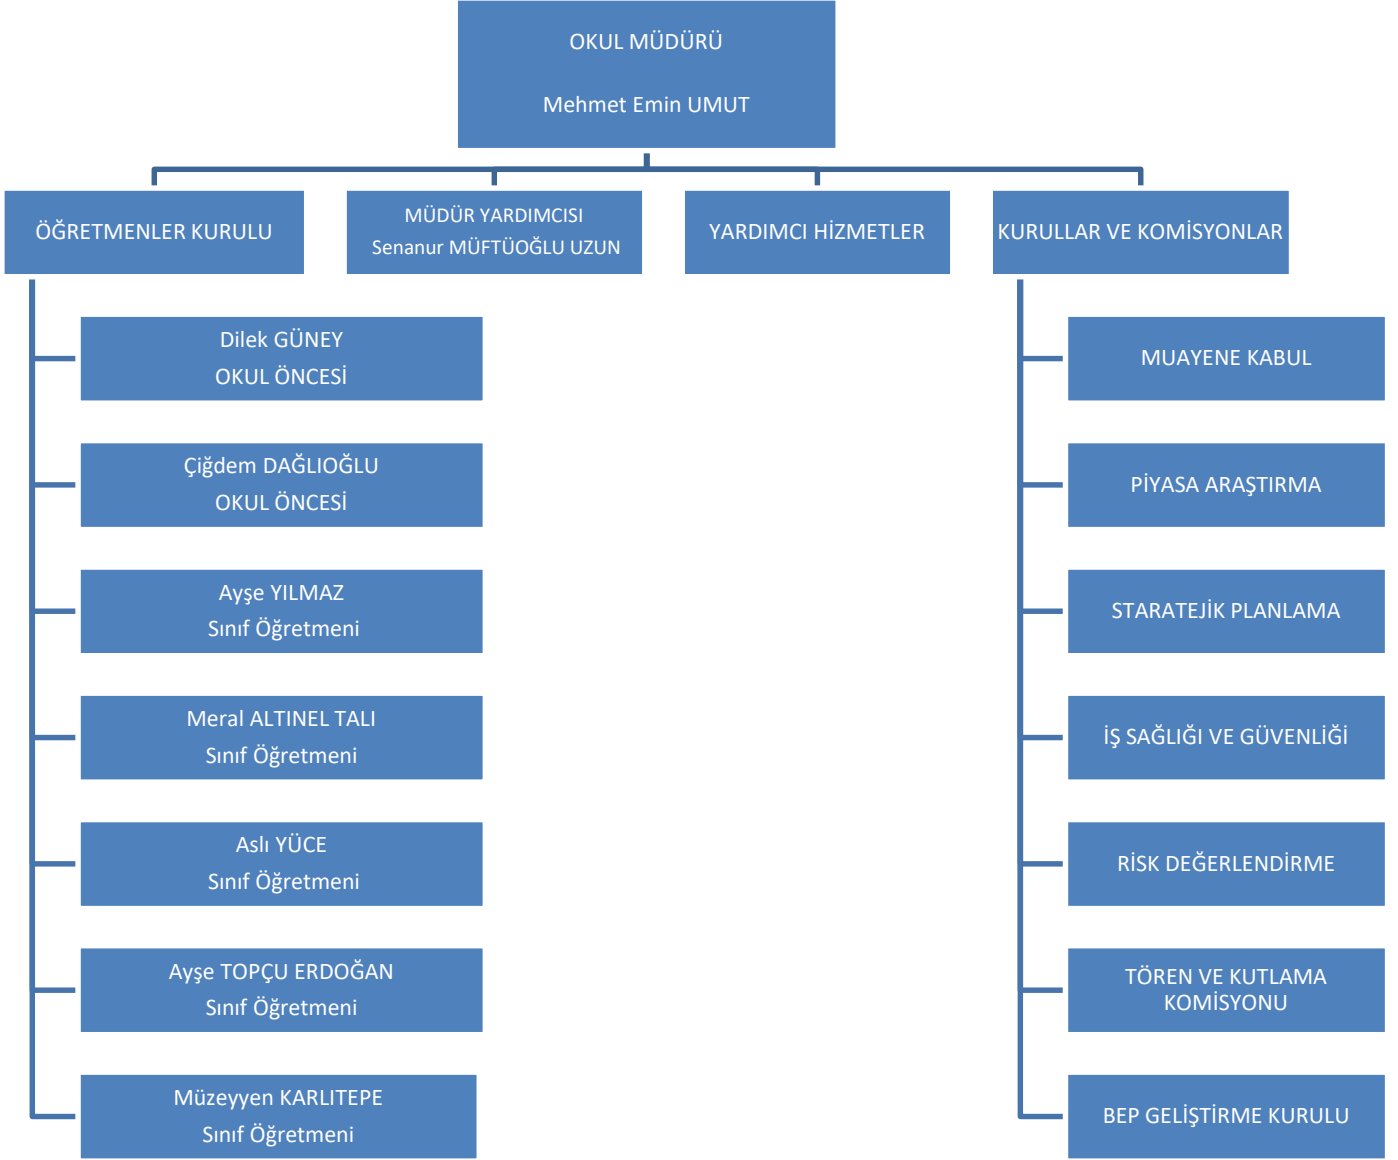 OKUL MÜDÜRÜ
Mehmet Emin UMUT
ÖĞRETMENLER KURULU
MÜDÜR YARDIMCISI
Senanur MÜFTÜOĞLU UZUN
YARDIMCI HİZMETLER
KURULLAR VE KOMİSYONLAR
Dilek GÜNEY
OKUL ÖNCESİ
Çiğdem DAĞLIOĞLU
OKUL ÖNCESİ
Ayşe YILMAZ
Sınıf Öğretmeni
Meral ALTINEL TALI
Sınıf Öğretmeni
Aslı YÜCE
Sınıf Öğretmeni
Ayşe TOPÇU ERDOĞAN
Sınıf Öğretmeni
Müzeyyen KARLITEPE
Sınıf Öğretmeni
MUAYENE KABUL
PİYASA ARAŞTIRMA
STARATEJİK PLANLAMA
İŞ SAĞLIĞI VE GÜVENLİĞİ
RİSK DEĞERLENDİRME
TÖREN VE KUTLAMA
KOMİSYONU
BEP GELİŞTİRME KURULU